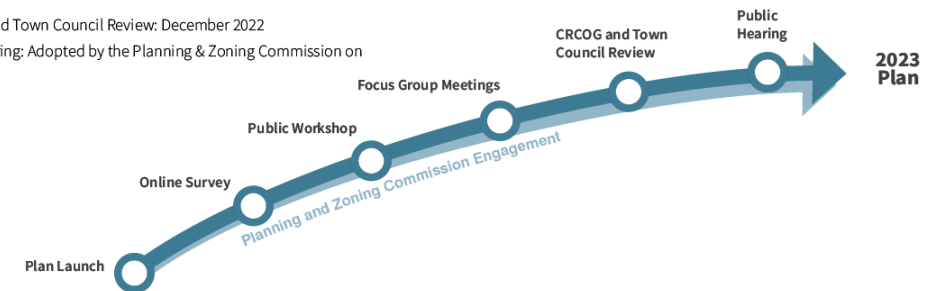 d Town Council Review: December 2022
ing: Adopted by the Planning & Zoning Commission on
Public
Hearing
CRCOG and Town
Council Review
2023
Plan
Focus Group Meetings
Public Workshop
Planning and Zoning Commission Engagement
Online Survey
Plan Launch